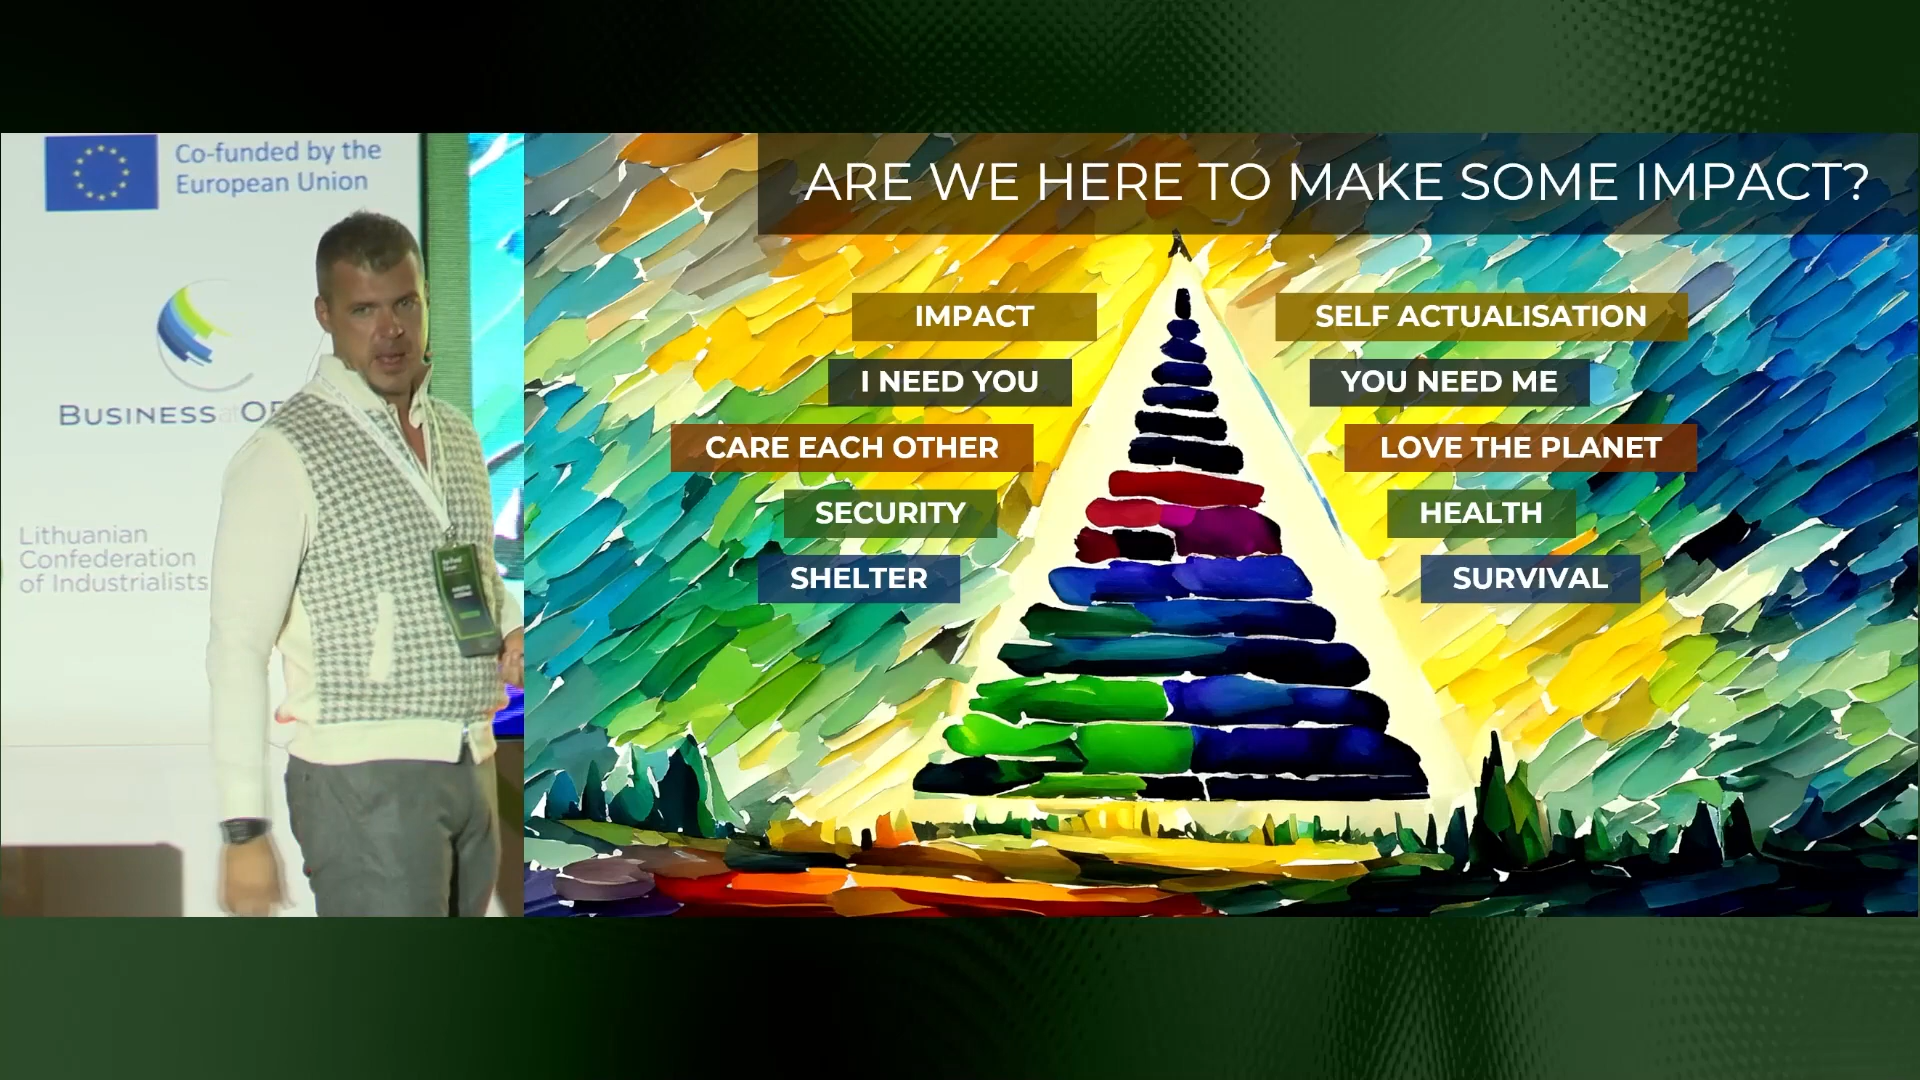 Co-funded by the
European Union
BUSINESS at
Lithuanian
Confederation
of Industrialists
ARE WE HERE TO MAKE SOME IMPACT?
IMPACT
SELF ACTUALISATION
I NEED YOU
YOU NEED ME
CARE EACH OTHER
LOVE THE PLANET
SECURITY
HEALTH
SHELTER
SURVIVAL